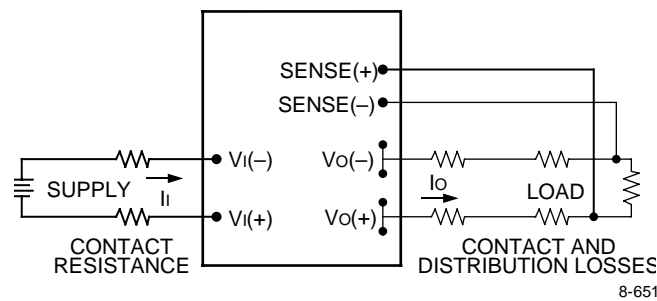 SENSE(+)
SENSE(–)
VI(–)
VO(–)
SUPPLY
II
IO
LOAD
VI(+)
VO(+)
CONTACT
RESISTANCE
CONTACT AND
DISTRIBUTION LOSSES
8-651